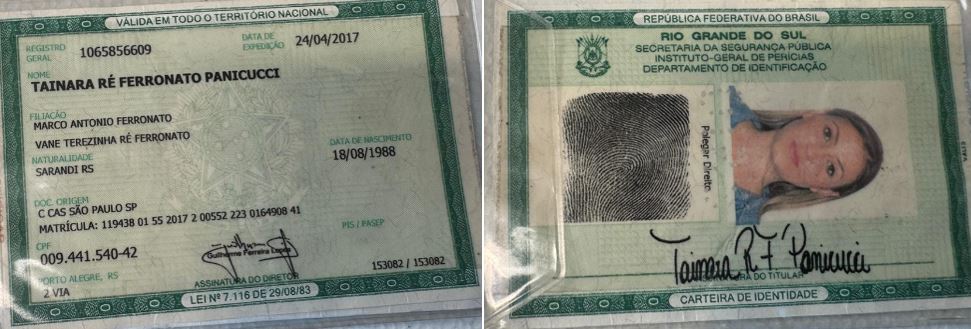 VÁLIDA EM TODO O TERRITÓRIO NACIONAL
REGISTRO GERAL 1065856609 DATA DE EXPEDIÇÃO 24/04/2017
NOME
TAINARA RÉ FERRONATO PANICUCCI
FILIAÇÃO
MARCO ANTONIO FERRONATO
VANE TEREZINHA RÉ FERRONATO
NATURALIDADE DATA DE NASCIMENTO
SARANDI RS 18/08/1988
DOC. ORIGEM
C CAS SÃO PAULO SP
MATRÍCULA: 119438 01 55 2017 2 00552 223 0164908 41
CPF PIS / PASEP
009.441.540-42
Guilherme Ferreira Lopes
PORTO ALEGRE, RS 153082 / 153082
2 VIA ASSINATURA DO DIRETOR
LEI Nº 7.116 DE 29/08/83
REPÚBLICA FEDERATIVA DO BRASIL
RIO GRANDE DO SUL
SECRETARIA DA SEGURANÇA PÚBLICA
INSTITUTO-GERAL DE PERÍCIAS
DEPARTAMENTO DE IDENTIFICAÇÃO
Polegar Direito
Tainara R F Panicucci
ASSINATURA DO TITULAR
CARTEIRA DE IDENTIDADE